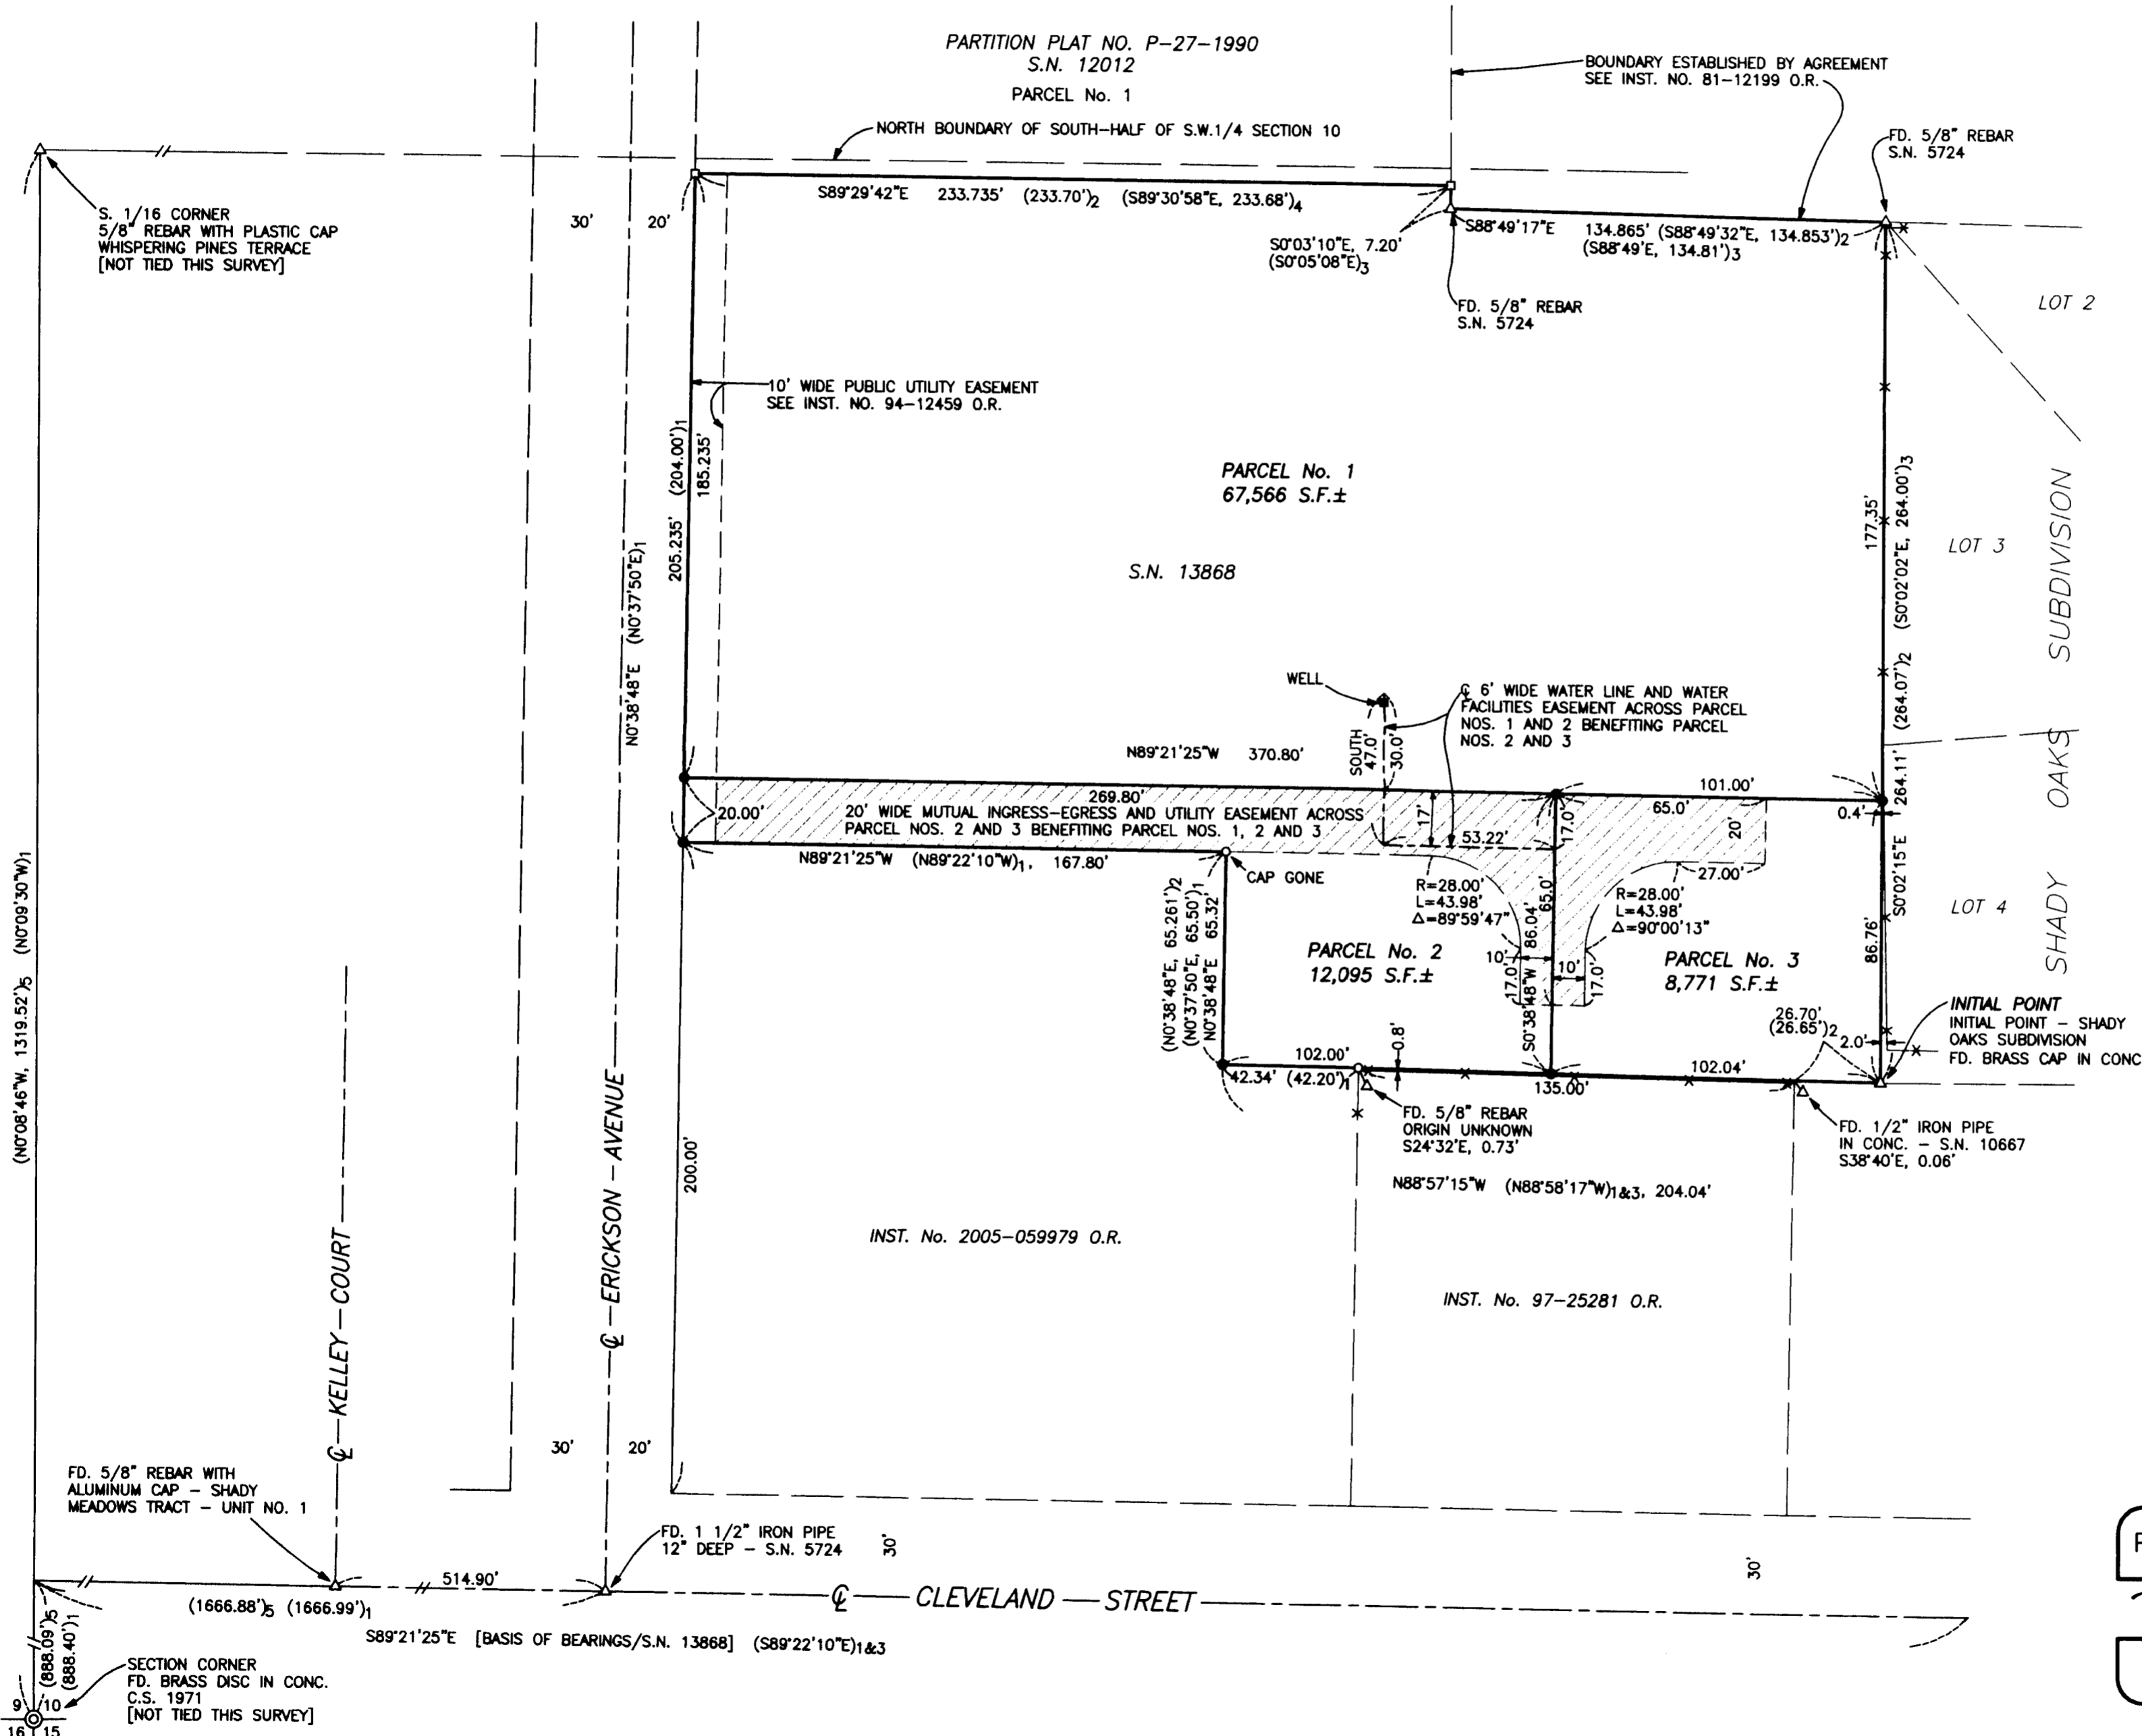 PARTITION PLAT NO. P-27-1990
S.N. 12012
PARCEL No. 1
NORTH BOUNDARY OF SOUTH-HALF OF S.W.1/4 SECTION 10
BOUNDARY ESTABLISHED BY AGREEMENT
SEE INST. NO. 81-12199 O.R.
FD. 5/8" REBAR
S.N. 5724
S. 1/16 CORNER
5/8" REBAR WITH PLASTIC CAP
WHISPERING PINES TERRACE
[NOT TIED THIS SURVEY]
30'
20'
S89°29'42"E 233.735' (233.70')2 (S89°30'58"E, 233.68')4
S0°03'10"E, 7.20'
(S0°05'08"E)3
S88°49'17"E 134.865' (S88°49'32"E, 134.853')2
(S88°49'E, 134.81')3
FD. 5/8" REBAR
S.N. 5724
LOT 2
10' WIDE PUBLIC UTILITY EASEMENT
SEE INST. NO. 94-12459 O.R.
(204.00')1
185.235'
205.235'
N0°38'48"E (N0°37'50"E)1
PARCEL No. 1
67,566 S.F.±
S.N. 13868
177.35'
264.11' (264.07')2 (S0°02'02"E, 264.00')3
S0°02'15"E
LOT 3
SHADY OAKS SUBDIVISION
WELL
℄ 6' WIDE WATER LINE AND WATER
FACILITIES EASEMENT ACROSS PARCEL
NOS. 1 AND 2 BENEFITING PARCEL
NOS. 2 AND 3
SOUTH
47.0'
30.0'
N89°21'25"W 370.80'
269.80'
101.00'
20.00'
20' WIDE MUTUAL INGRESS-EGRESS AND UTILITY EASEMENT ACROSS
PARCEL NOS. 2 AND 3 BENEFITING PARCEL NOS. 1, 2 AND 3
17'
53.22'
17.0'
65.0'
20'
0.4'
N89°21'25"W (N89°22'10"W)1, 167.80'
CAP GONE
27.00'
R=28.00'
L=43.98'
Δ=89°59'47"
R=28.00'
L=43.98'
Δ=90°00'13"
65.0'
S0°38'48"W 86.04'
(N0°38'48"E, 65.261')2
(N0°37'50"E, 65.50')1
N0°38'48"E 65.32'
PARCEL No. 2
12,095 S.F.±
10'
10'
17.0'
17.0'
PARCEL No. 3
8,771 S.F.±
LOT 4
86.76'
26.70'
(26.65')2
2.0'
INITIAL POINT
INITIAL POINT - SHADY
OAKS SUBDIVISION
FD. BRASS CAP IN CONC
(N0°08'46"W, 1319.52')5 (N0°09'30"W)1
102.00'
0.8'
102.04'
42.34' (42.20')1
135.00'
FD. 5/8" REBAR
ORIGIN UNKNOWN
S24°32'E, 0.73'
FD. 1/2" IRON PIPE
IN CONC. - S.N. 10667
S38°40'E, 0.06'
N88°57'15"W (N88°58'17"W)1&3, 204.04'
200.00'
INST. No. 2005-059979 O.R.
INST. No. 97-25281 O.R.
℄ KELLEY COURT
℄ ERICKSON AVENUE
30'
20'
FD. 5/8" REBAR WITH
ALUMINUM CAP - SHADY
MEADOWS TRACT - UNIT NO. 1
FD. 1 1/2" IRON PIPE
12" DEEP - S.N. 5724
30'
30'
514.90'
(1666.88')5 (1666.99')1
℄ CLEVELAND STREET
S89°21'25"E [BASIS OF BEARINGS/S.N. 13868] (S89°22'10"E)1&3
(888.09')5
(888.40')1
SECTION CORNER
FD. BRASS DISC IN CONC.
C.S. 1971
[NOT TIED THIS SURVEY]
9 10
16 15